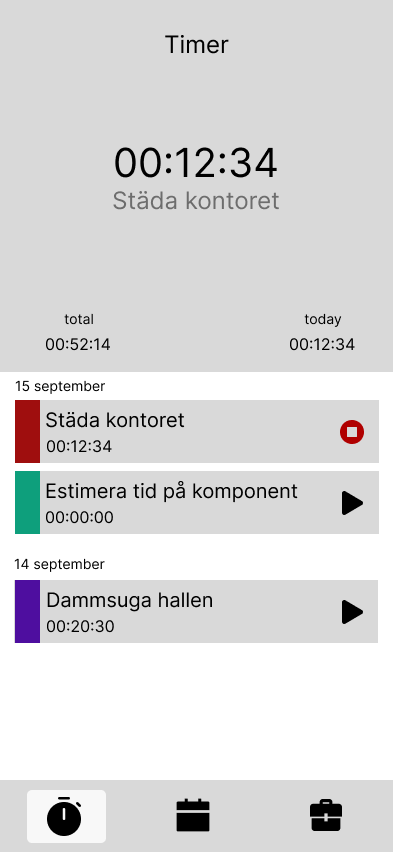 Timer
00:12:34
Städa kontoret
total
today
00:52:14
00:12:34
15 september
Städa kontoret
00:12:34
Estimera tid på komponent
00:00:00
14 september
Dammsuga hallen
00:20:30